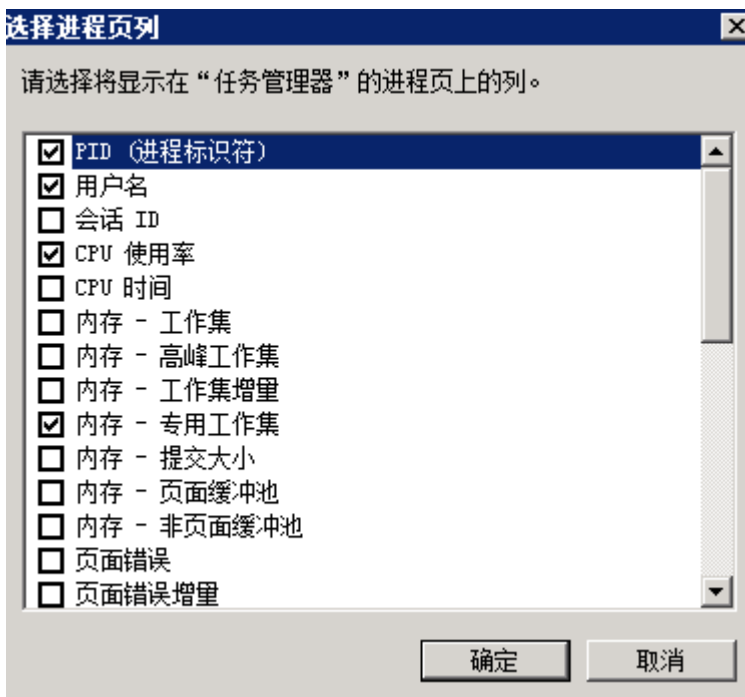 选择进程页列
请选择将显示在“任务管理器”的进程页上的列。
PID (进程标识符)
用户名
会话 ID
CPU 使用率
CPU 时间
内存 - 工作集
内存 - 高峰工作集
内存 - 工作集增量
内存 - 专用工作集
内存 - 提交大小
内存 - 页面缓冲池
内存 - 非页面缓冲池
页面错误
页面错误增量
确定 取消